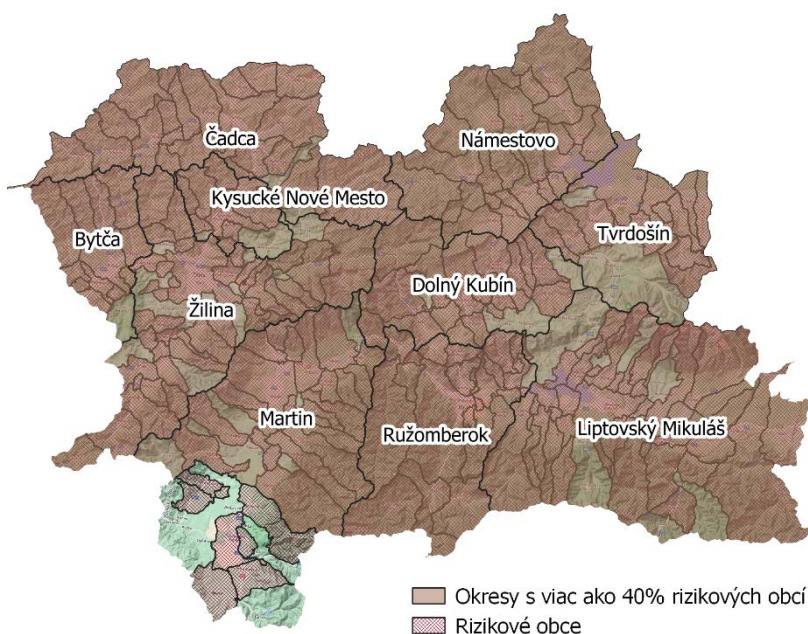 Čadca
Námestovo
Kysucké Nové Mesto
Bytča
Tvrdošín
Dolný Kubín
Žilina
Martin
Ružomberok
Liptovský Mikuláš
Okresy s viac ako 40% rizikových obcí
Rizikové obce